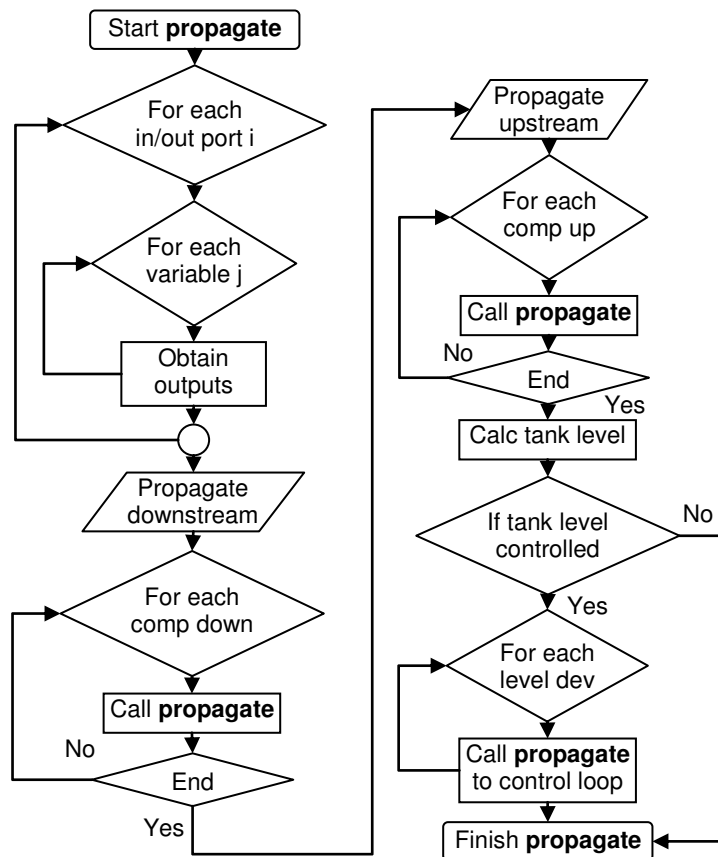 Start propagate
For each
in/out port i
For each
variable j
Obtain
outputs
Propagate
downstream
For each
comp down
Call propagate
No
End
Yes
Propagate
upstream
For each
comp up
Call propagate
No
End
Yes
Calc tank level
If tank level
controlled
No
Yes
For each
level dev
Call propagate
to control loop
Finish propagate